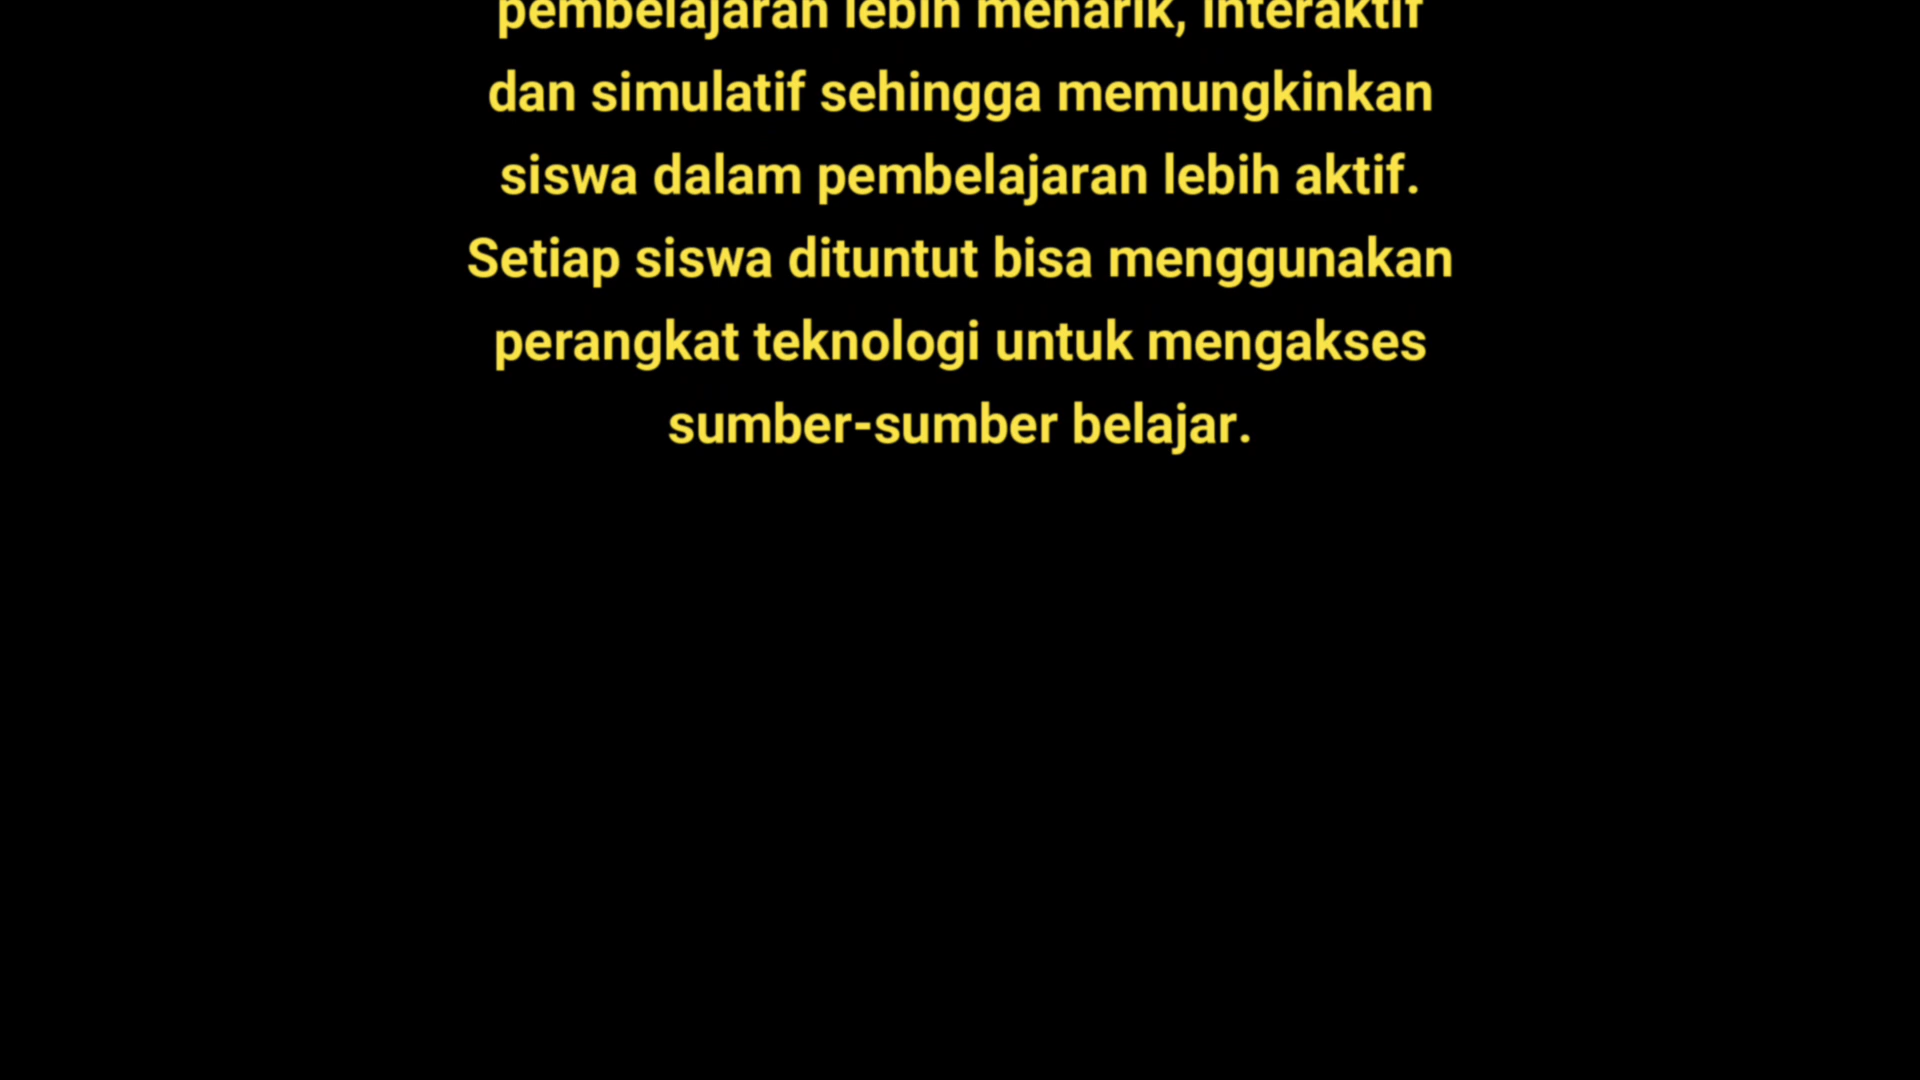 pembelajaran lebih menarik, interaktif
dan simulatif sehingga memungkinkan
siswa dalam pembelajaran lebih aktif.
Setiap siswa dituntut bisa menggunakan
perangkat teknologi untuk mengakses
sumber-sumber belajar.